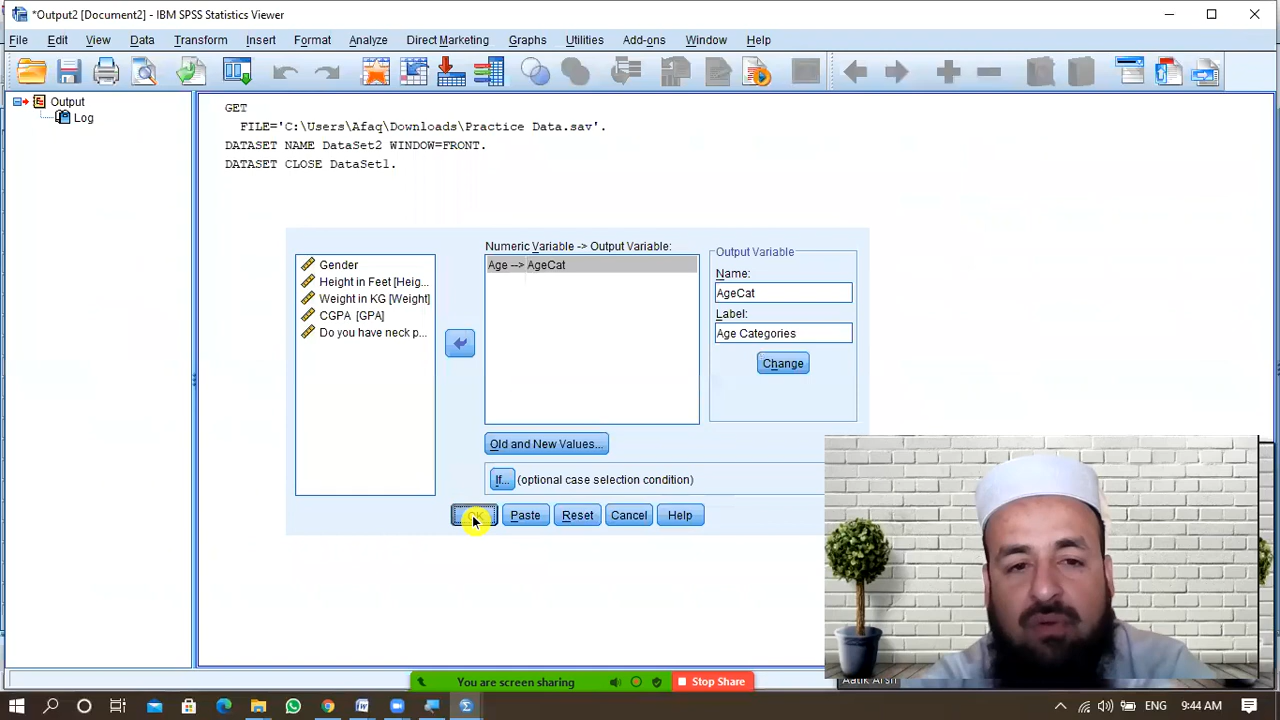 *Output2 [Document2] - IBM SPSS Statistics Viewer
File Edit View Data Transform Insert Format Analyze Direct Marketing Graphs Utilities Add-ons Window Help
Output
Log
GET
FILE='C:\Users\Afaq\Downloads\Practice Data.sav'.
DATASET NAME DataSet2 WINDOW=FRONT.
DATASET CLOSE DataSet1.
Numeric Variable -> Output Variable:
Output Variable
Gender
Height in Feet [Heig...
Weight in KG [Weight]
CGPA [GPA]
Do you have neck p...
Age --> AgeCat
Name:
AgeCat
Label:
Age Categories
Change
Old and New Values...
If... (optional case selection condition)
Paste Reset Cancel Help
You are screen sharing Stop Share
ENG 9:44 AM